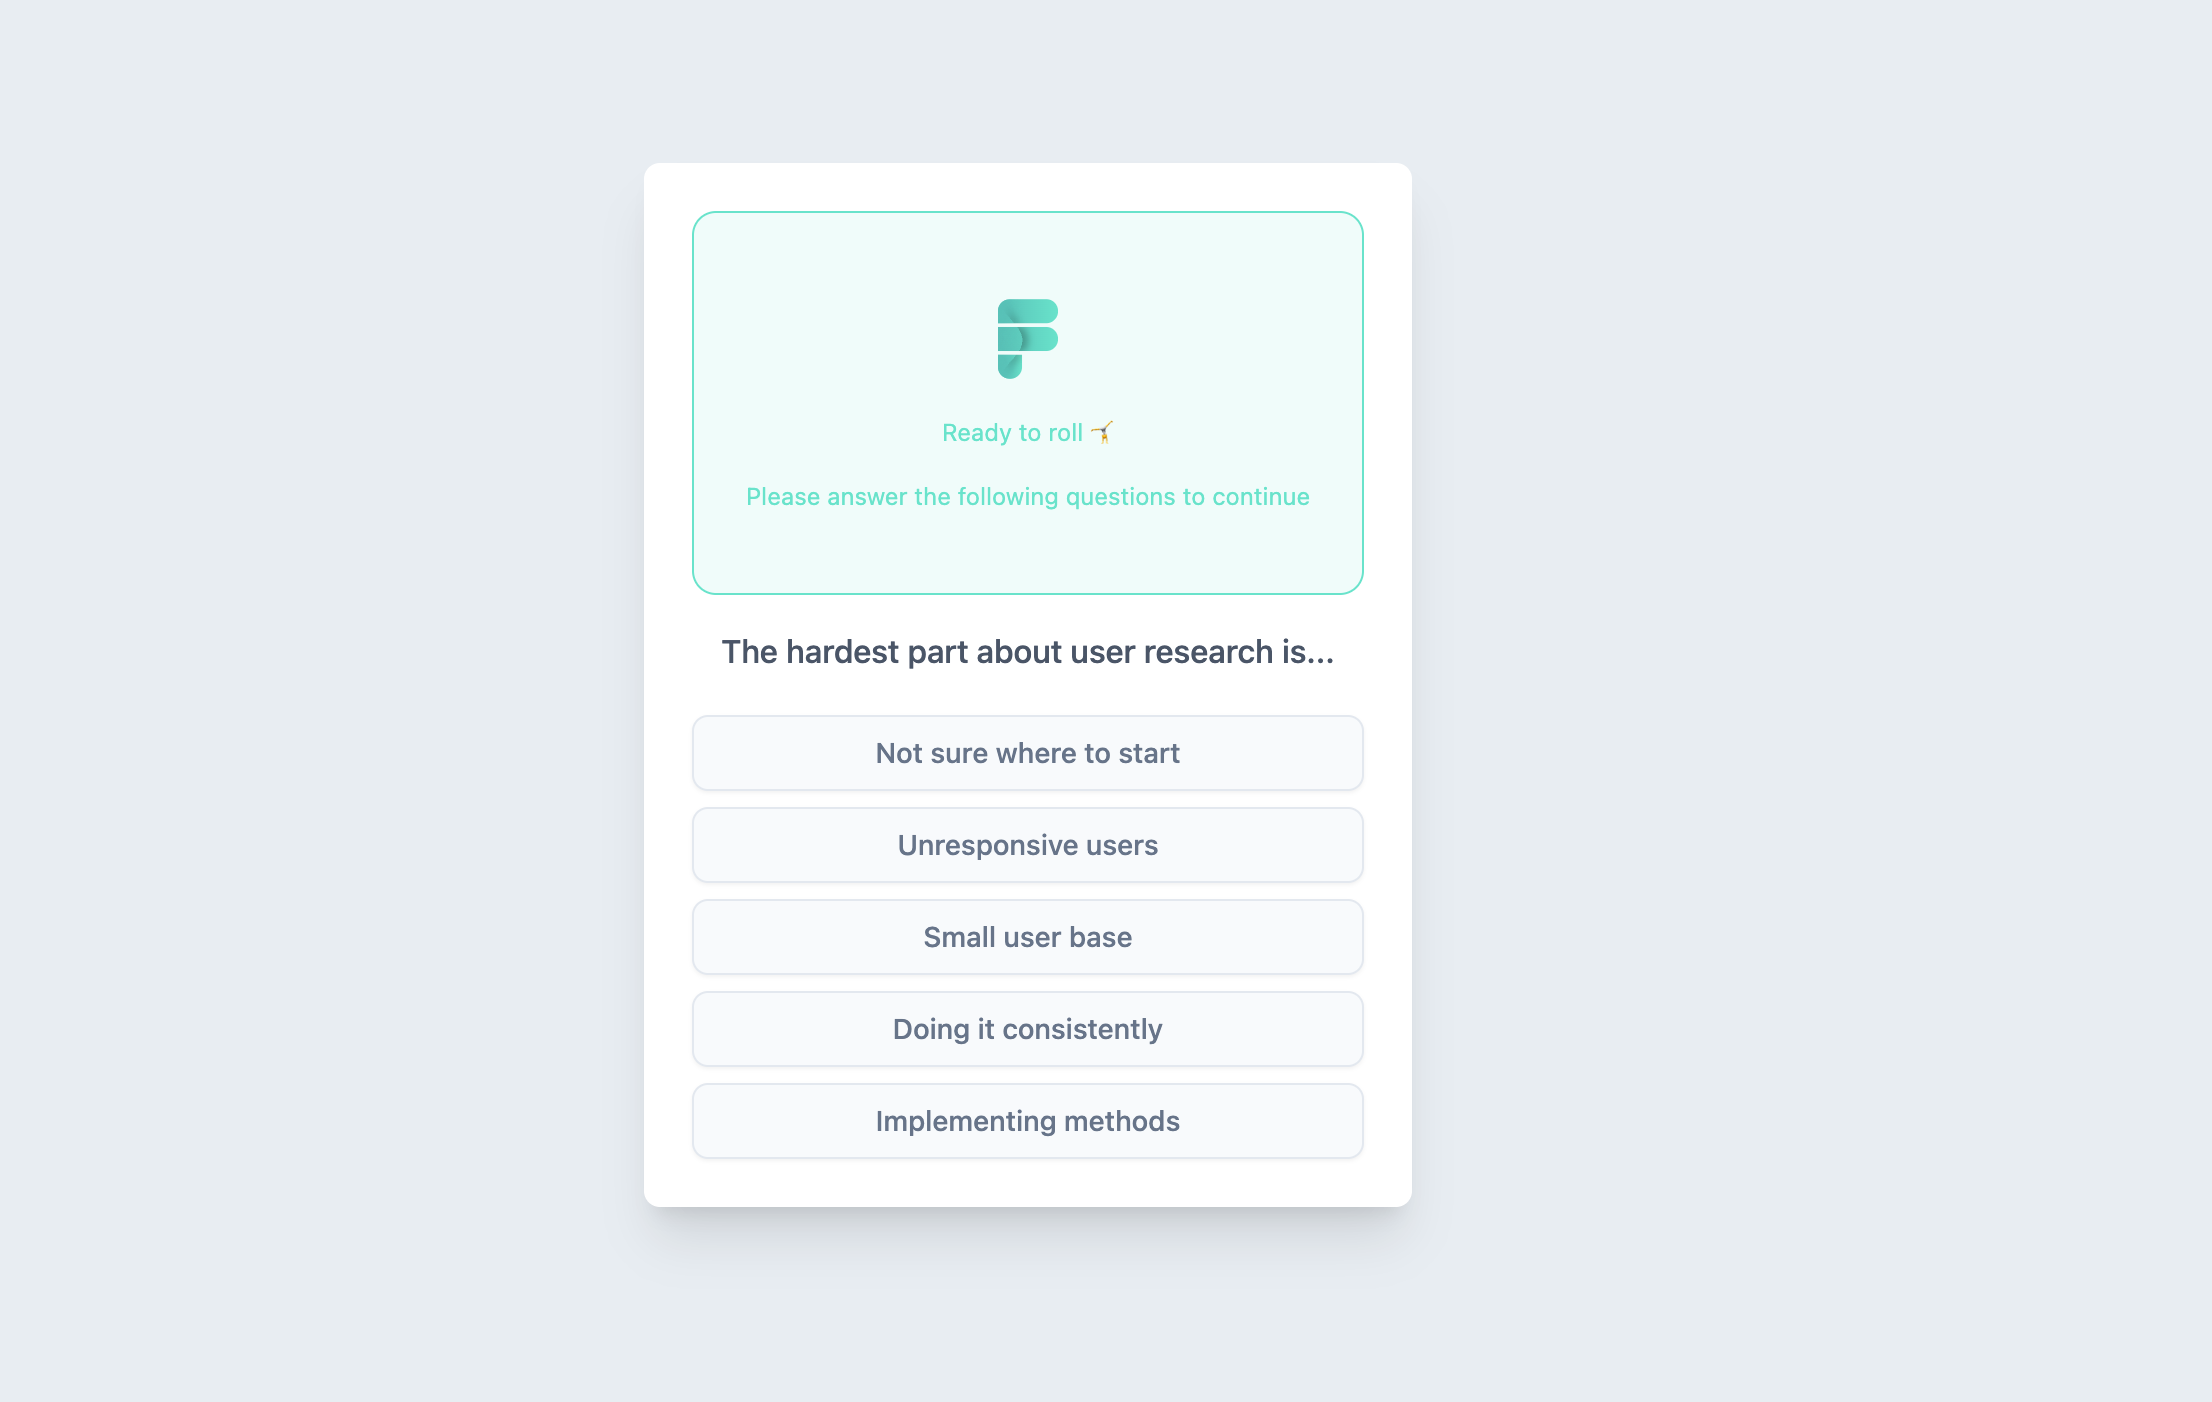 Ready to roll 🤸
Please answer the following questions to continue
The hardest part about user research is...
Not sure where to start
Unresponsive users
Small user base
Doing it consistently
Implementing methods